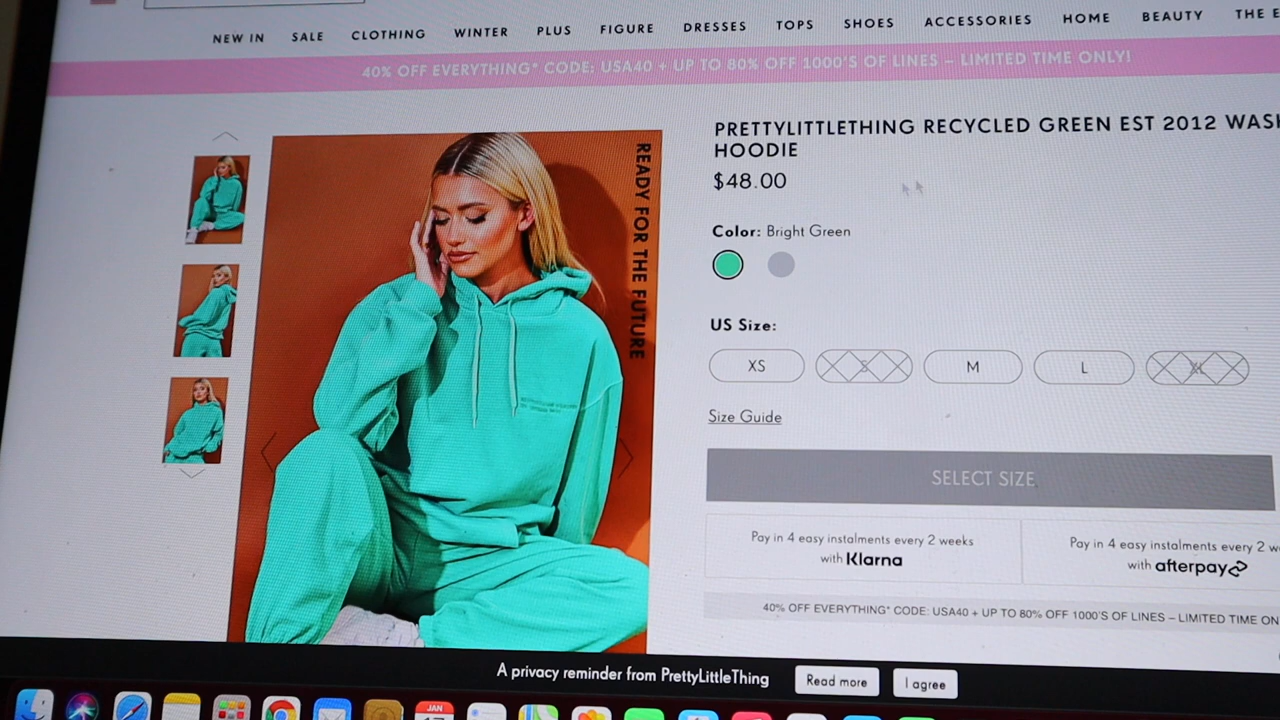 NEW IN SALE CLOTHING WINTER PLUS FIGURE DRESSES TOPS SHOES ACCESSORIES HOME BEAUTY THE
40% OFF EVERYTHING* CODE: USA40 + UP TO 80% OFF 1000'S OF LINES – LIMITED TIME ONLY!
READY FOR THE FUTURE
PRETTYLITTLETHING RECYCLED GREEN EST 2012
HOODIE
$48.00
Color: Bright Green
US Size:
XS S M L
Size Guide
SELECT SIZE
Pay in 4 easy instalments every 2 weeks
with Klarna
Pay in 4 easy instalments every 2
with afterpay
40% OFF EVERYTHING* CODE: USA40 + UP TO 80% OFF 1000'S OF LINES – LIMITED TIME
A privacy reminder from PrettyLittleThing
Read more
I agree
JAN